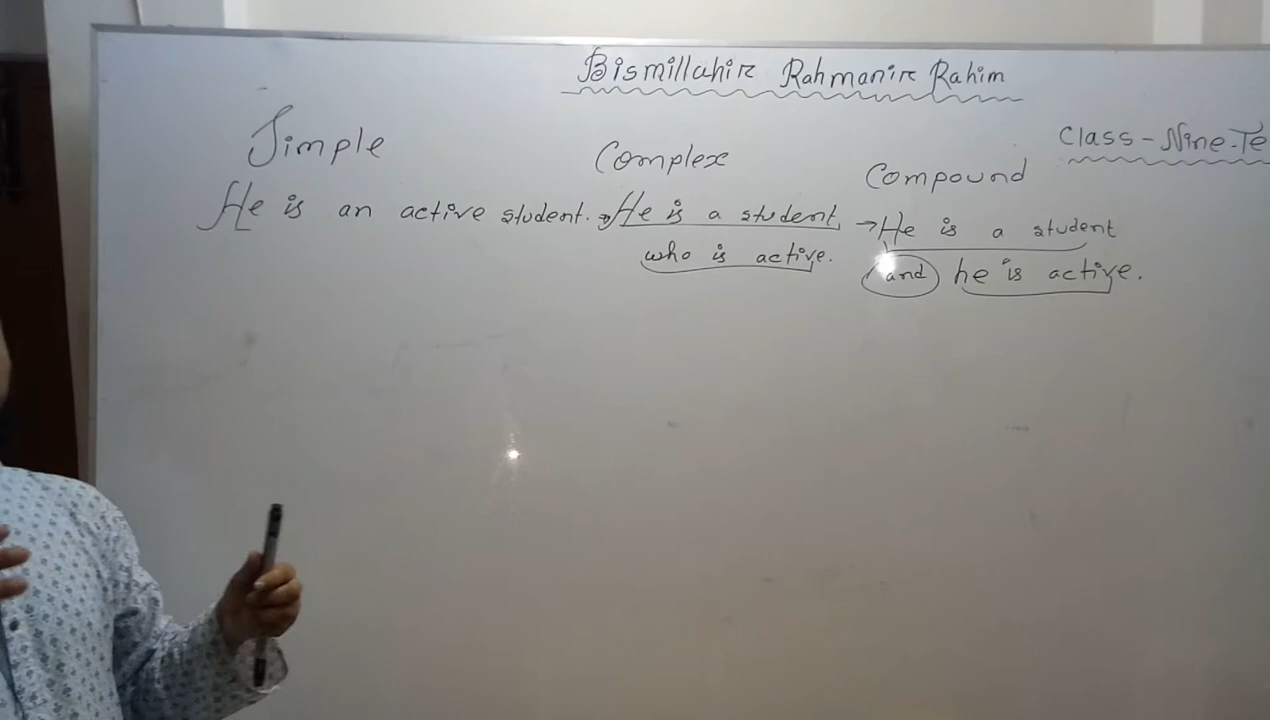 Bismillahir Rahmanir Rahim
Class-Nine-Te
Simple
He is an active student.
Complex
→He is a student,
who is active.
Compound
→He is a student
and he is active.